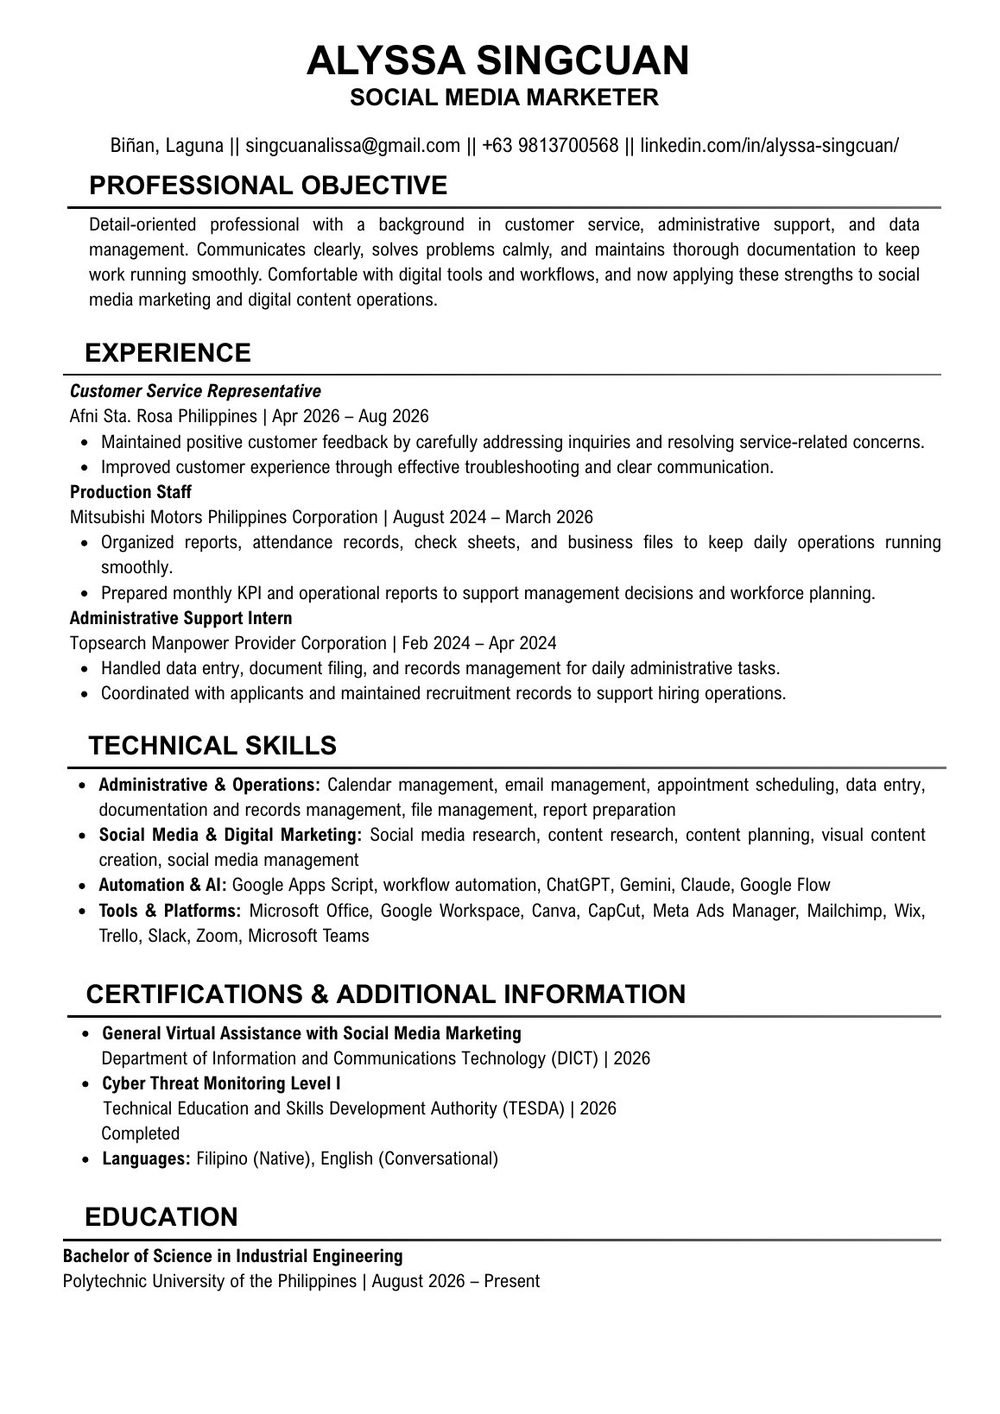 ALYSSA SINGCUAN
SOCIAL MEDIA MARKETER
Biñan, Laguna || singcuanalissa@gmail.com || +63 9813700568 || linkedin.com/in/alyssa-singcuan/
PROFESSIONAL OBJECTIVE
Detail-oriented professional with a background in customer service, administrative support, and data
management. Communicates clearly, solves problems calmly, and maintains thorough documentation to keep
work running smoothly. Comfortable with digital tools and workflows, and now applying these strengths to social
media marketing and digital content operations.
EXPERIENCE
Customer Service Representative
Afni Sta. Rosa Philippines | Apr 2026 – Aug 2026
• Maintained positive customer feedback by carefully addressing inquiries and resolving service-related concerns.
• Improved customer experience through effective troubleshooting and clear communication.
Production Staff
Mitsubishi Motors Philippines Corporation | August 2024 – March 2026
• Organized reports, attendance records, check sheets, and business files to keep daily operations running
smoothly.
• Prepared monthly KPI and operational reports to support management decisions and workforce planning.
Administrative Support Intern
Topsearch Manpower Provider Corporation | Feb 2024 – Apr 2024
• Handled data entry, document filing, and records management for daily administrative tasks.
• Coordinated with applicants and maintained recruitment records to support hiring operations.
TECHNICAL SKILLS
• Administrative & Operations: Calendar management, email management, appointment scheduling, data entry,
documentation and records management, file management, report preparation
• Social Media & Digital Marketing: Social media research, content research, content planning, visual content
creation, social media management
• Automation & AI: Google Apps Script, workflow automation, ChatGPT, Gemini, Claude, Google Flow
• Tools & Platforms: Microsoft Office, Google Workspace, Canva, CapCut, Meta Ads Manager, Mailchimp, Wix,
Trello, Slack, Zoom, Microsoft Teams
CERTIFICATIONS & ADDITIONAL INFORMATION
• General Virtual Assistance with Social Media Marketing
Department of Information and Communications Technology (DICT) | 2026
• Cyber Threat Monitoring Level I
Technical Education and Skills Development Authority (TESDA) | 2026
Completed
• Languages: Filipino (Native), English (Conversational)
EDUCATION
Bachelor of Science in Industrial Engineering
Polytechnic University of the Philippines | August 2026 – Present